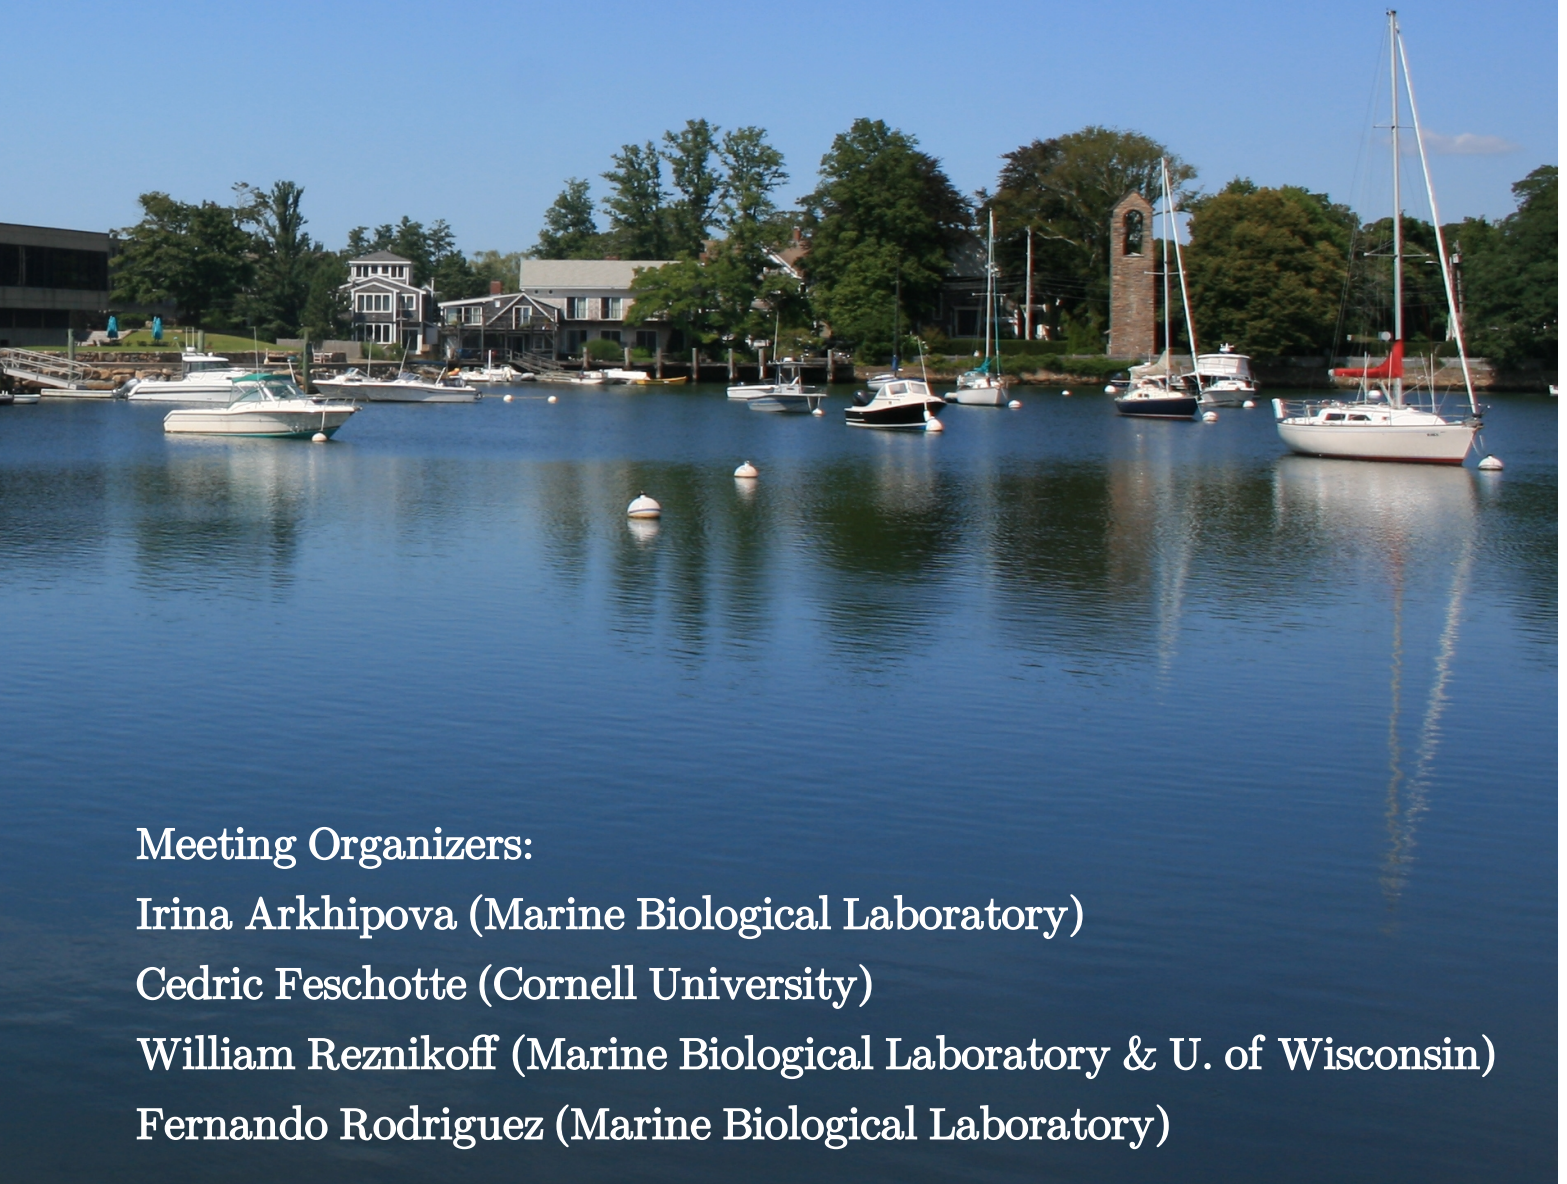 Meeting Organizers:
Irina Arkhipova (Marine Biological Laboratory)
Cedric Feschotte (Cornell University)
William Reznikoff (Marine Biological Laboratory & U. of Wisconsin)
Fernando Rodriguez (Marine Biological Laboratory)